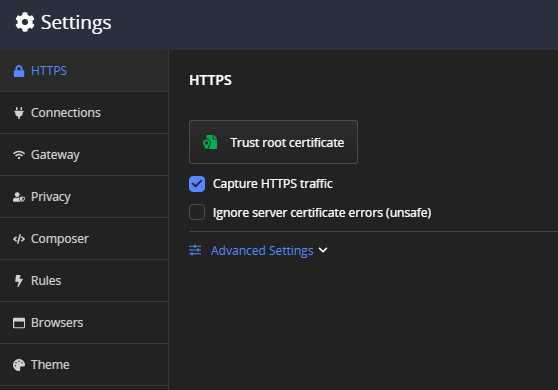 Settings
HTTPS
Connections
Gateway
Privacy
Composer
Rules
Browsers
Theme
HTTPS
Trust root certificate
Capture HTTPS traffic
Ignore server certificate errors (unsafe)
Advanced Settings